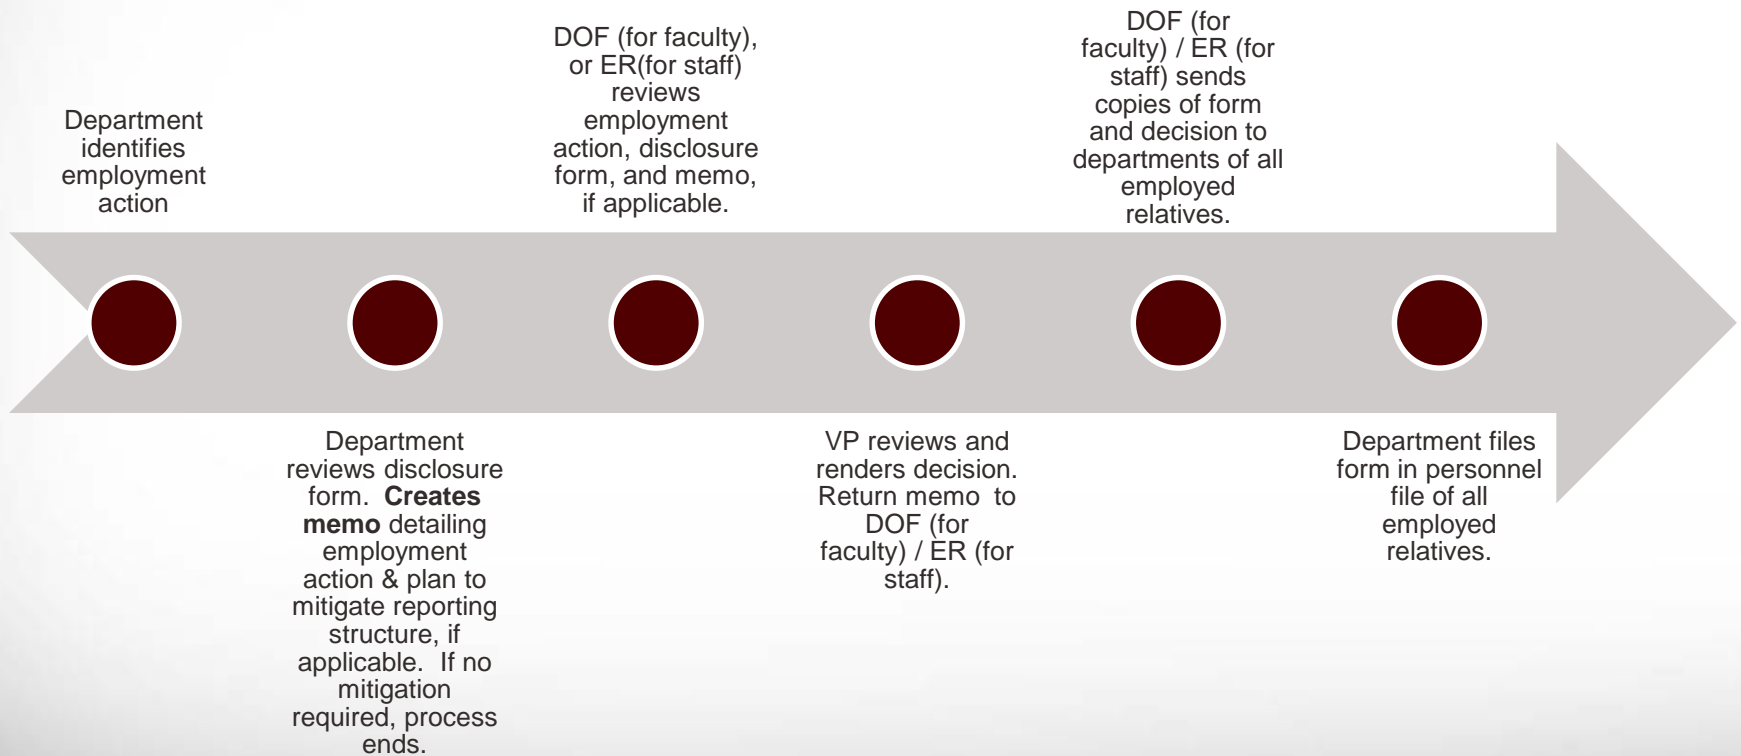 Department
identifies
employment
action
Department
reviews disclosure
form.  Creates
memo detailing
employment
action & plan to
mitigate reporting
structure, if
applicable.  If no
mitigation
required, process
ends.
DOF (for faculty),
or ER(for staff)
reviews
employment
action, disclosure
form, and memo,
if applicable.
VP reviews and
renders decision.
Return memo  to
DOF (for
faculty) / ER (for
staff).
DOF (for
faculty) / ER (for
staff) sends
copies of form
and decision to
departments of all
employed
relatives.
Department files
form in personnel
file of all
employed
relatives.